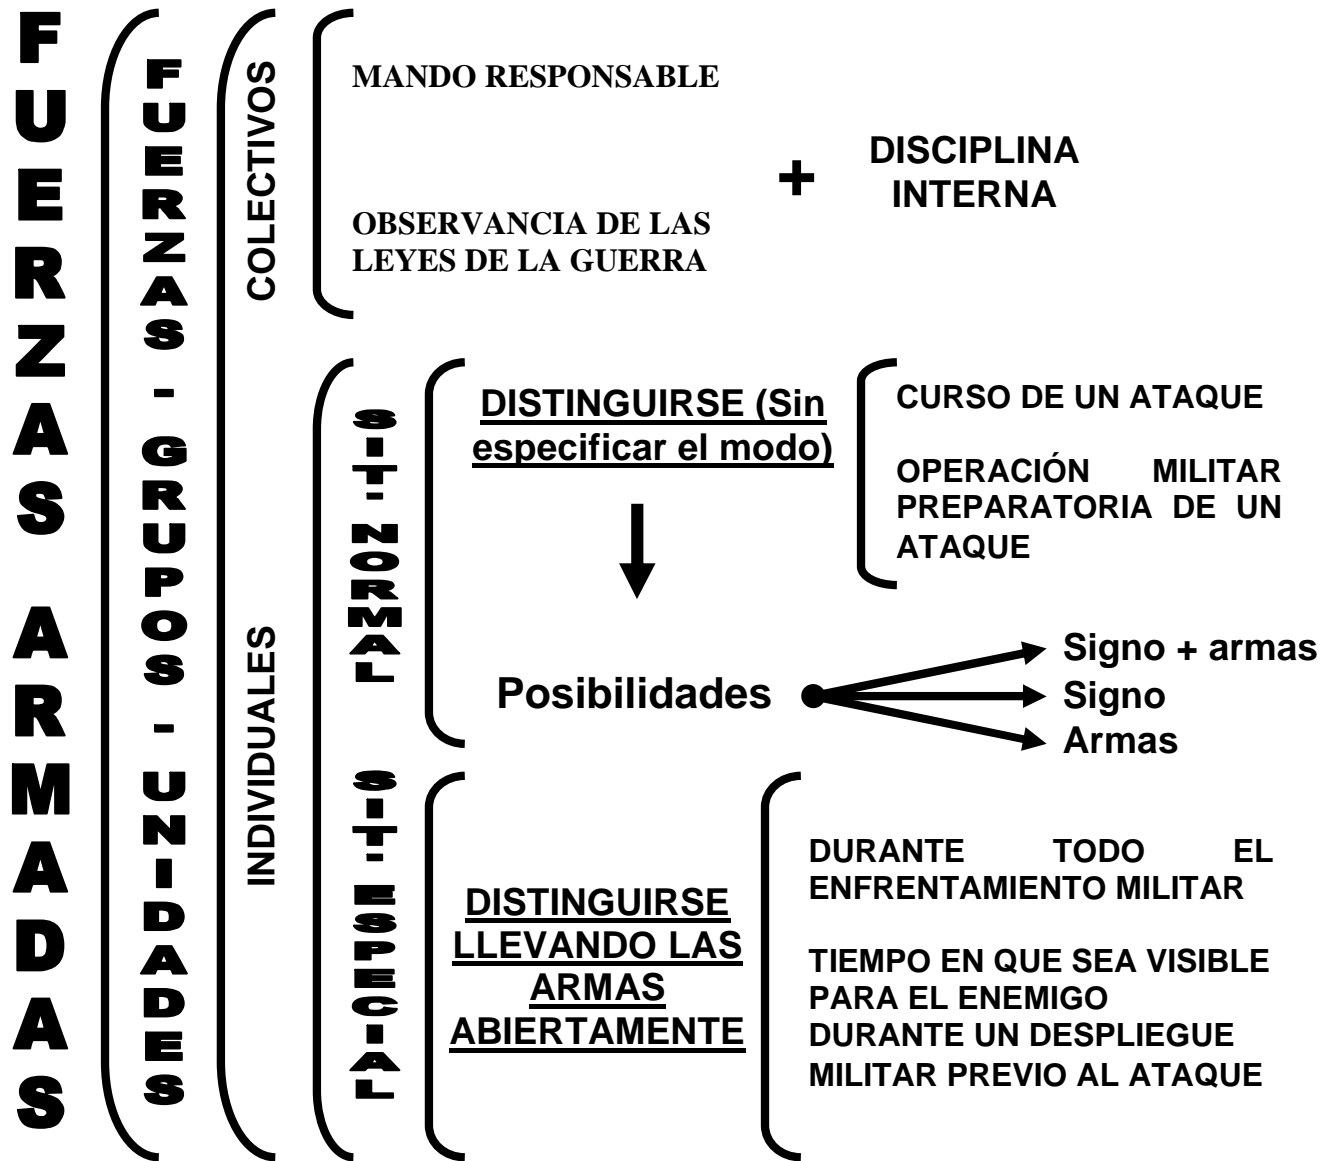 FUERZAS ARMADAS
FUERZAS - GRUPOS - UNIDADES
COLECTIVOS
MANDO RESPONSABLE
OBSERVANCIA DE LAS
LEYES DE LA GUERRA
+
DISCIPLINA
INTERNA
INDIVIDUALES
SIT. NORMAL
DISTINGUIRSE (Sin
especificar el modo)
CURSO DE UN ATAQUE
OPERACIÓN MILITAR
PREPARATORIA DE UN
ATAQUE
Posibilidades
Signo + armas
Signo
Armas
SIT. ESPECIAL
DISTINGUIRSE
LLEVANDO LAS
ARMAS
ABIERTAMENTE
DURANTE TODO EL
ENFRENTAMIENTO MILITAR
TIEMPO EN QUE SEA VISIBLE
PARA EL ENEMIGO
DURANTE UN DESPLIEGUE
MILITAR PREVIO AL ATAQUE